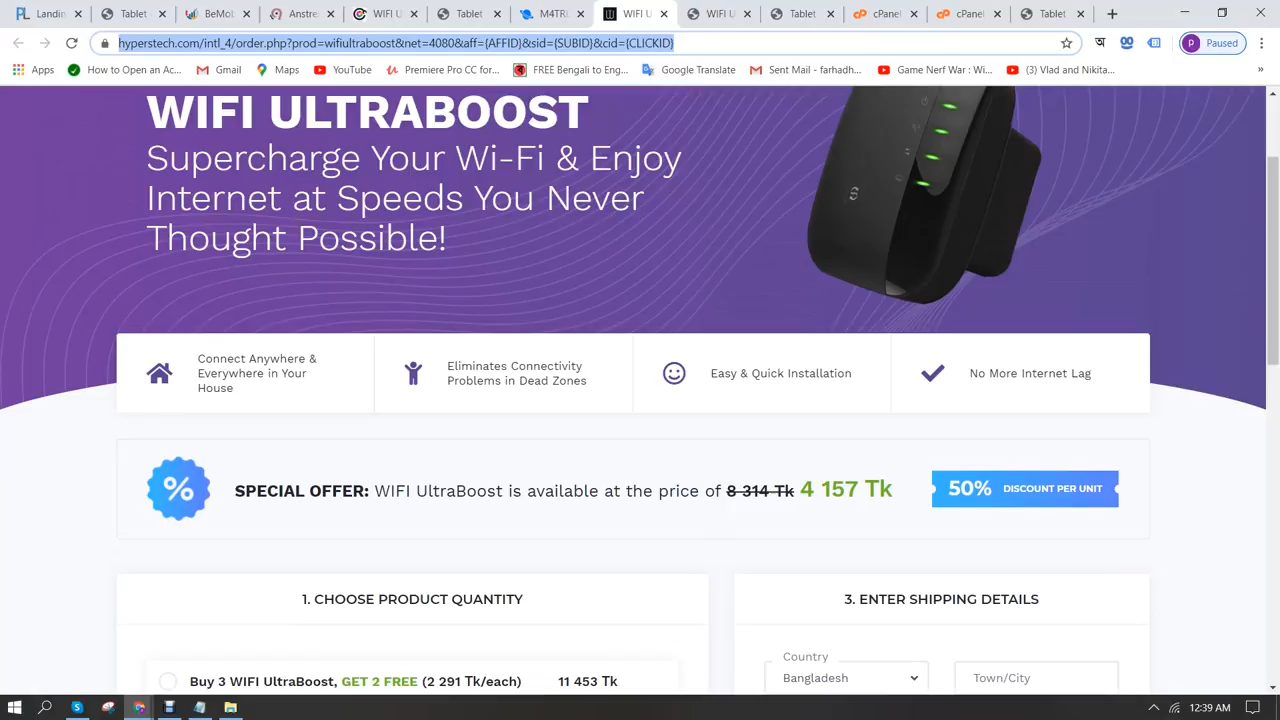 Landin
Tablet
BeMob
Anstre
WIFI U
Tablet
M4TRI
WIFI U
WIFI U
Tablet
cPanel
cPanel
Tablet
hyperstech.com/intl_4/order.php?prod=wifiultraboost&net=4080&aff={AFFID}&sid={SUBID}&cid={CLICKID}
p Paused
Apps
How to Open an Ac...
Gmail
Maps
YouTube
Premiere Pro CC for...
FREE Bengali to Eng...
Google Translate
Sent Mail - farhadh...
Game Nerf War : Wi...
(3) Vlad and Nikita...
WIFI ULTRABOOST
Supercharge Your Wi-Fi & Enjoy
Internet at Speeds You Never
Thought Possible!
Connect Anywhere &
Everywhere in Your
House
Eliminates Connectivity
Problems in Dead Zones
Easy & Quick Installation
No More Internet Lag
SPECIAL OFFER: WIFI UltraBoost is available at the price of 8 314 Tk 4 157 Tk
50% DISCOUNT PER UNIT
1. CHOOSE PRODUCT QUANTITY
Buy 3 WIFI UltraBoost, GET 2 FREE (2 291 Tk/each) 11 453 Tk
3. ENTER SHIPPING DETAILS
Country
Bangladesh
Town/City
12:39 AM